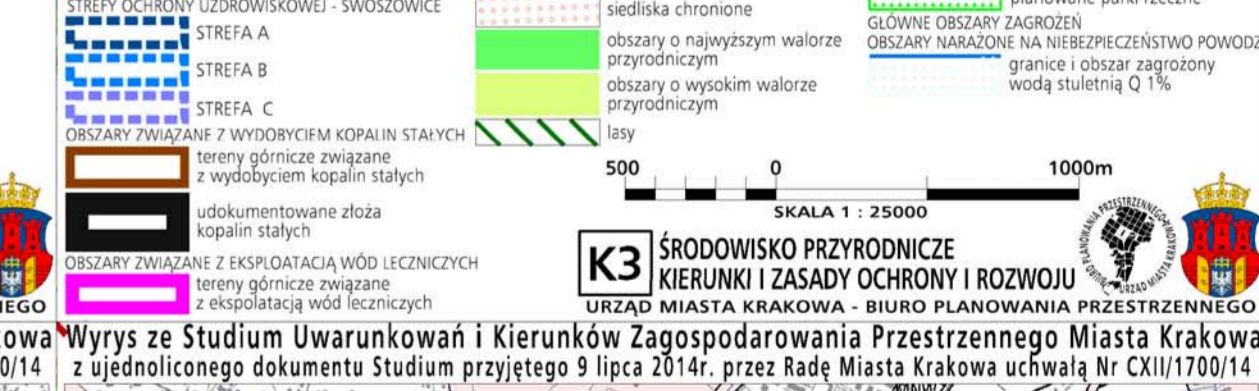 STREFY OCHRONY UZDROWISKOWEJ - SWOSZOWICE
STREFA A
STREFA B
STREFA C
OBSZARY ZWIĄZANE Z WYDOBYCIEM KOPALIN STAŁYCH
tereny górnicze związane
z wydobyciem kopalin stałych
udokumentowane złoża
kopalin stałych
OBSZARY ZWIĄZANE Z EKSPLOATACJĄ WÓD LECZNICZYCH
tereny górnicze związane
z ekspolatacją wód leczniczych
siedliska chronione
obszary o najwyższym walorze
przyrodniczym
obszary o wysokim walorze
przyrodniczym
lasy
planowane parki rzeczne
GŁÓWNE OBSZARY ZAGROŻEŃ
OBSZARY NARAŻONE NA NIEBEZPIECZEŃSTWO POWODZ
granice i obszar zagrożony
wodą stuletnią Q 1%
500 0 1000m
SKALA 1 : 25000
K3 ŚRODOWISKO PRZYRODNICZE
KIERUNKI I ZASADY OCHRONY I ROZWOJU
URZĄD MIASTA KRAKOWA - BIURO PLANOWANIA PRZESTRZENNEGO
NEGO
kowa Wyrys ze Studium Uwarunkowań i Kierunków Zagospodarowania Przestrzennego Miasta Krakowa
0/14 z ujednoliconego dokumentu Studium przyjętego 9 lipca 2014r. przez Radę Miasta Krakowa uchwałą Nr CXII/1700/14